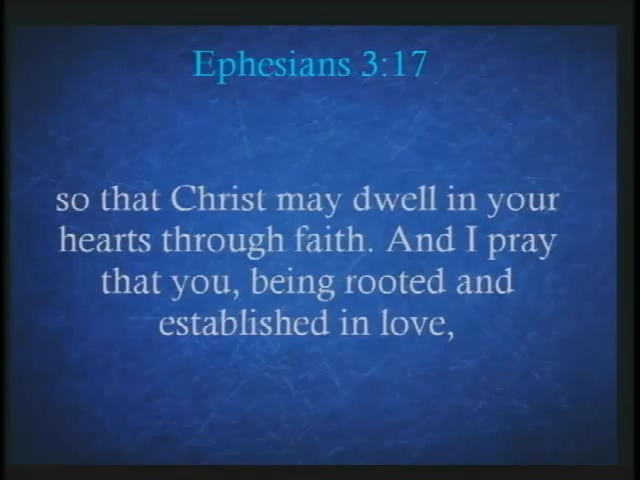 Ephesians 3:17
so that Christ may dwell in your
hearts through faith. And I pray
that you, being rooted and
established in love,